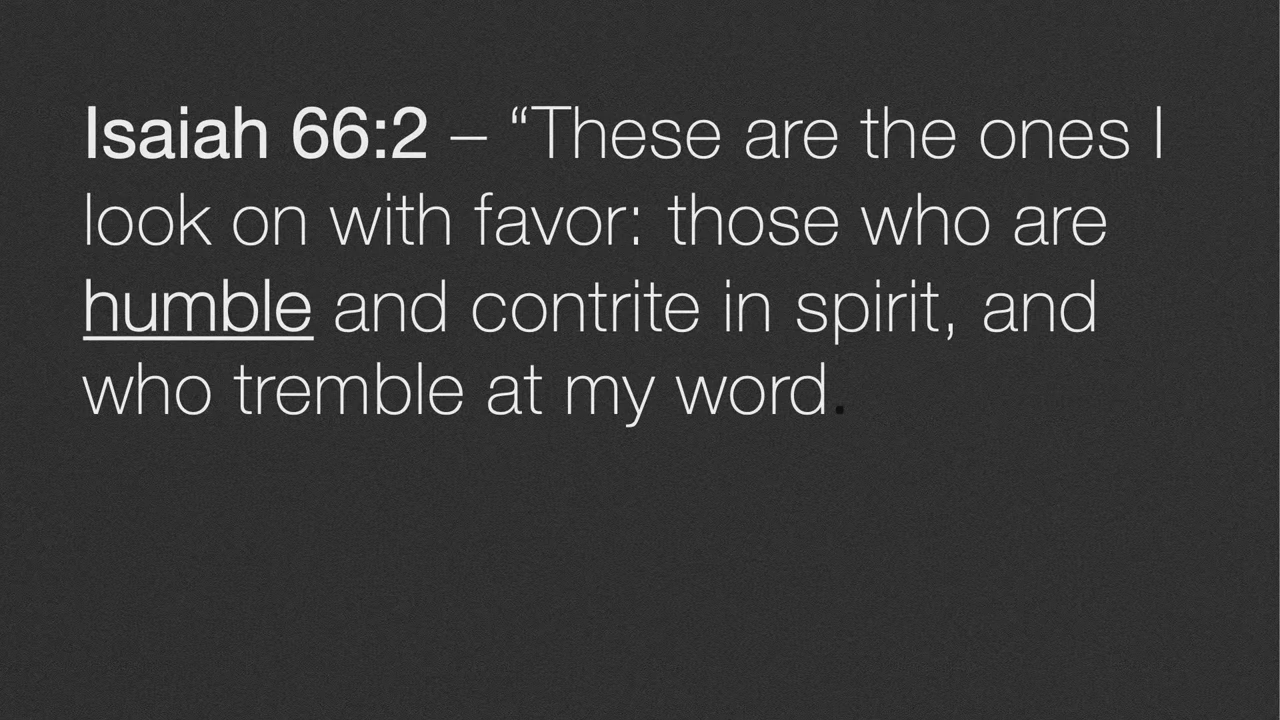 Isaiah 66:2 – “These are the ones I
look on with favor: those who are
humble and contrite in spirit, and
who tremble at my word.